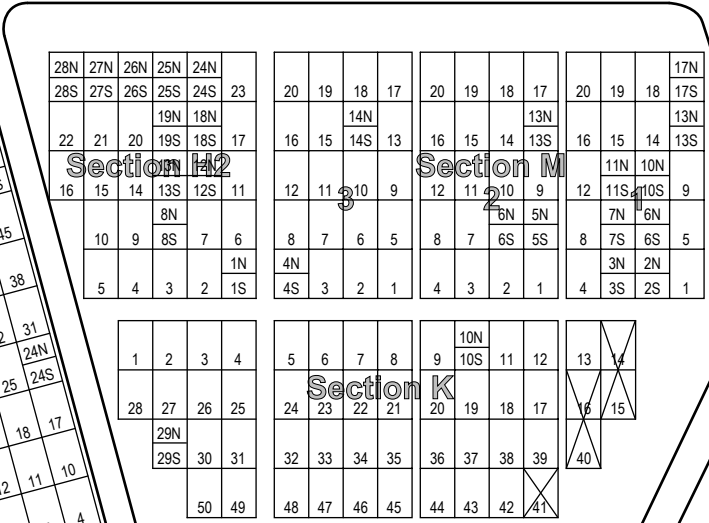 28N 27N 26N 25N 24N 17N
28S 27S 26S 25S 24S 23 20 19 18 17 20 19 18 17 20 19 18 17S
19N 18N 14N 13N 13N
22 21 20 19S 18S 17 16 15 14S 13 16 15 14 13S 16 15 14 13S
Section H2 Section M
13N 12N 11N 10N
16 15 14 13S 12S 11 12 11 10 9 12 11 10 9 12 11S 10S 9
3 2 1
8N 6N 5N 7N 6N
10 9 8S 7 6 8 7 6 5 8 7 6S 5S 8 7S 6S 5
1N 4N 3N 2N
5 4 3 2 1S 4S 3 2 1 4 3 2 1 4 3S 2S 1
10N
1 2 3 4 5 6 7 8 9 10S 11 12 13 14
Section K
28 27 26 25 24 23 22 21 20 19 18 17 16 15
29N
29S 30 31 32 33 34 35 36 37 38 39 40
50 49 48 47 46 45 44 43 42 41
45
38
31
24N
25 24S
18 17
11 10
4